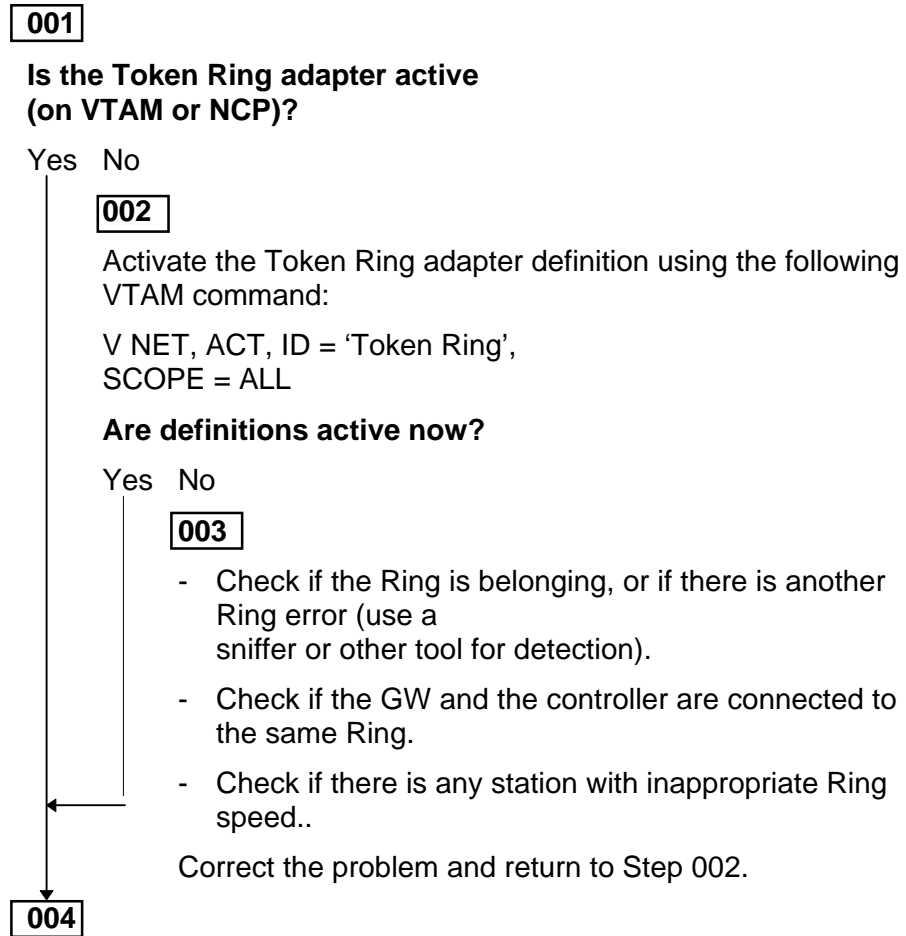 001
Is the Token Ring adapter active
(on VTAM or NCP)?
Yes No
002
Activate the Token Ring adapter definition using the following
VTAM command:
V NET, ACT, ID = ‘Token Ring’,
SCOPE = ALL
Are definitions active now?
Yes No
003
- Check if the Ring is belonging, or if there is another
Ring error (use a
sniffer or other tool for detection).
- Check if the GW and the controller are connected to
the same Ring.
- Check if there is any station with inappropriate Ring
speed..
Correct the problem and return to Step 002.
004